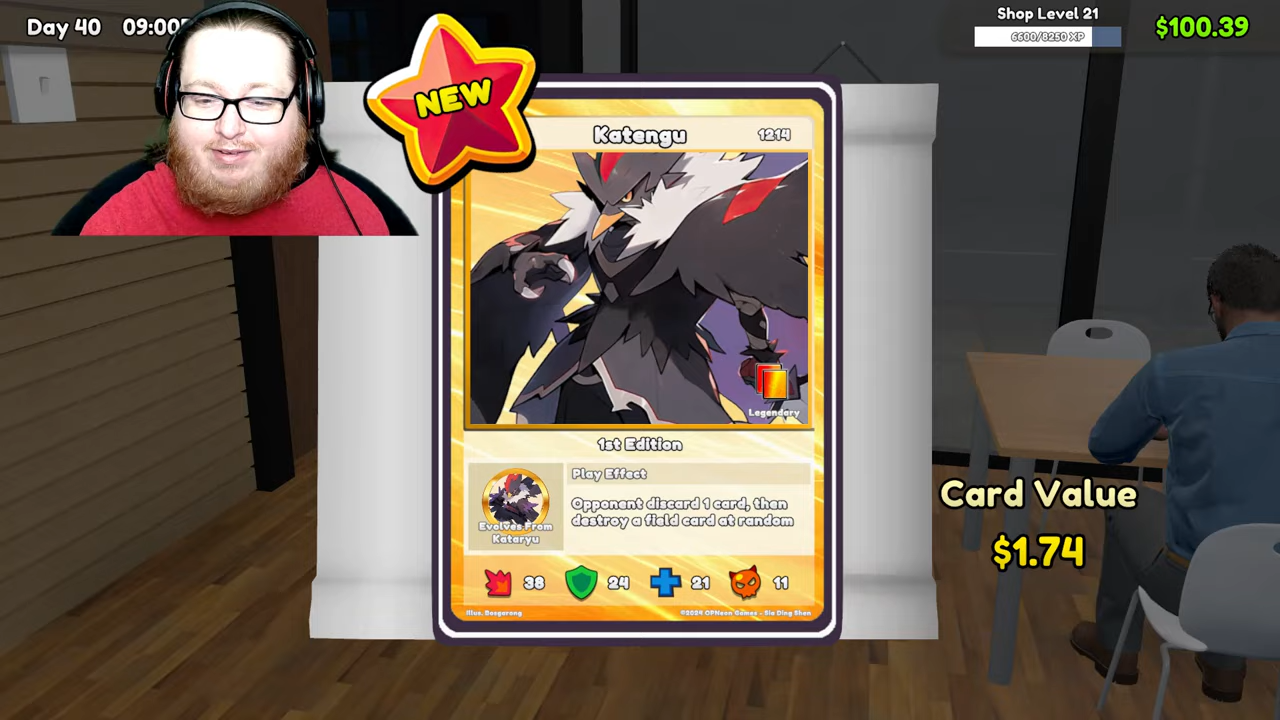 Day 40 09:00
Shop Level 21
6600/8250 XP
$100.39
NEW
Katengu 1214
Legendary
1st Edition
Play Effect
Opponent discard 1 card, then
destroy a field card at random
Evolves From
Kataryu
38 24 21 11
Illus. Daegarong
©2024 OPNeon Games - Sia Ding Shen
Card Value
$1.74